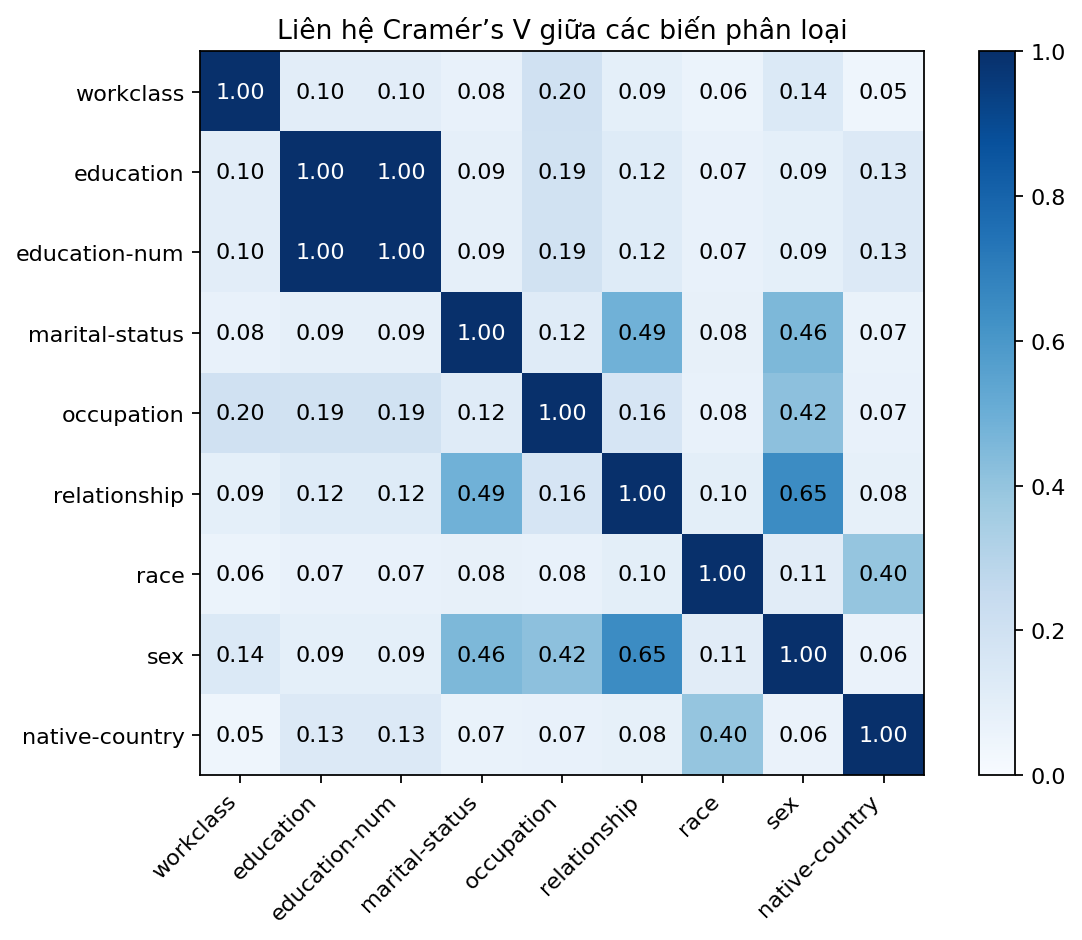 Liên hệ Cramér’s V giữa các biến phân loại
workclass 1.00 0.10 0.10 0.08 0.20 0.09 0.06 0.14 0.05
education 0.10 1.00 1.00 0.09 0.19 0.12 0.07 0.09 0.13
education-num 0.10 1.00 1.00 0.09 0.19 0.12 0.07 0.09 0.13
marital-status 0.08 0.09 0.09 1.00 0.12 0.49 0.08 0.46 0.07
occupation 0.20 0.19 0.19 0.12 1.00 0.16 0.08 0.42 0.07
relationship 0.09 0.12 0.12 0.49 0.16 1.00 0.10 0.65 0.08
race 0.06 0.07 0.07 0.08 0.08 0.10 1.00 0.11 0.40
sex 0.14 0.09 0.09 0.46 0.42 0.65 0.11 1.00 0.06
native-country 0.05 0.13 0.13 0.07 0.07 0.08 0.40 0.06 1.00
workclass education education-num marital-status occupation relationship race sex native-country
1.0
0.8
0.6
0.4
0.2
0.0